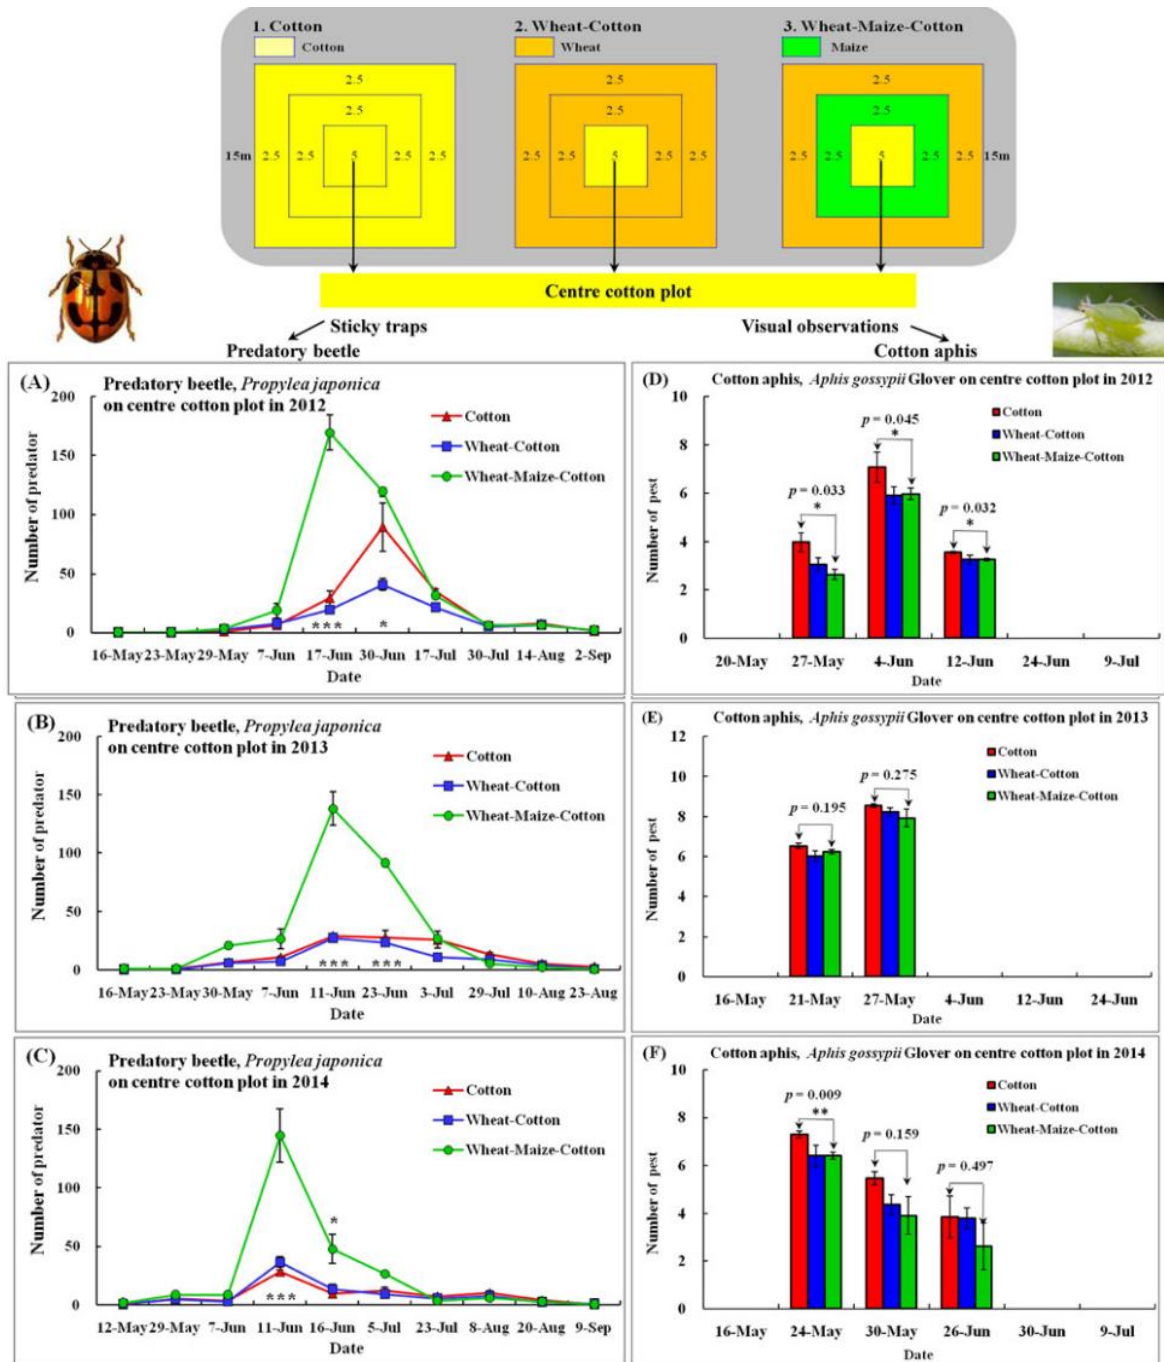 1. Cotton
2. Wheat-Cotton
3. Wheat-Maize-Cotton
Cotton
Wheat
Maize
2.5
2.5
2.5
2.5
2.5
2.5
15m 2.5 2.5 5 2.5 2.5
2.5 2.5 5 2.5 2.5
2.5 2.5 5 2.5 2.5 15m
Centre cotton plot
Sticky traps
Visual observations
Predatory beetle
Cotton aphis
(A) Predatory beetle, Propylea japonica
on centre cotton plot in 2012
Cotton
Wheat-Cotton
Wheat-Maize-Cotton
Number of predator
200
150
100
50
0
*** *
16-May 23-May 29-May 7-Jun 17-Jun 30-Jun 17-Jul 30-Jul 14-Aug 2-Sep
Date
(D) Cotton aphis, Aphis gossypii Glover on centre cotton plot in 2012
Cotton
Wheat-Cotton
Wheat-Maize-Cotton
Number of pest
10
8
6
4
2
0
p = 0.033
*
p = 0.045
*
p = 0.032
*
20-May 27-May 4-Jun 12-Jun 24-Jun 9-Jul
Date
(B) Predatory beetle, Propylea japonica
on centre cotton plot in 2013
Cotton
Wheat-Cotton
Wheat-Maize-Cotton
Number of predator
200
150
100
50
0
*** ***
16-May 23-May 30-May 7-Jun 11-Jun 23-Jun 3-Jul 29-Jul 10-Aug 23-Aug
Date
(E) Cotton aphis, Aphis gossypii Glover on centre cotton plot in 2013
Cotton
Wheat-Cotton
Wheat-Maize-Cotton
Number of pest
12
10
8
6
4
2
0
p = 0.195
p = 0.275
16-May 21-May 27-May 4-Jun 12-Jun 24-Jun
Date
(C) Predatory beetle, Propylea japonica
on centre cotton plot in 2014
Cotton
Wheat-Cotton
Wheat-Maize-Cotton
Number of predator
200
150
100
50
0
*
***
12-May 29-May 7-Jun 11-Jun 16-Jun 5-Jul 23-Jul 8-Aug 20-Aug 9-Sep
Date
(F) Cotton aphis, Aphis gossypii Glover on centre cotton plot in 2014
Cotton
Wheat-Cotton
Wheat-Maize-Cotton
Number of pest
10
8
6
4
2
0
p = 0.009
**
p = 0.159
p = 0.497
16-May 24-May 30-May 26-Jun 30-Jun 9-Jul
Date